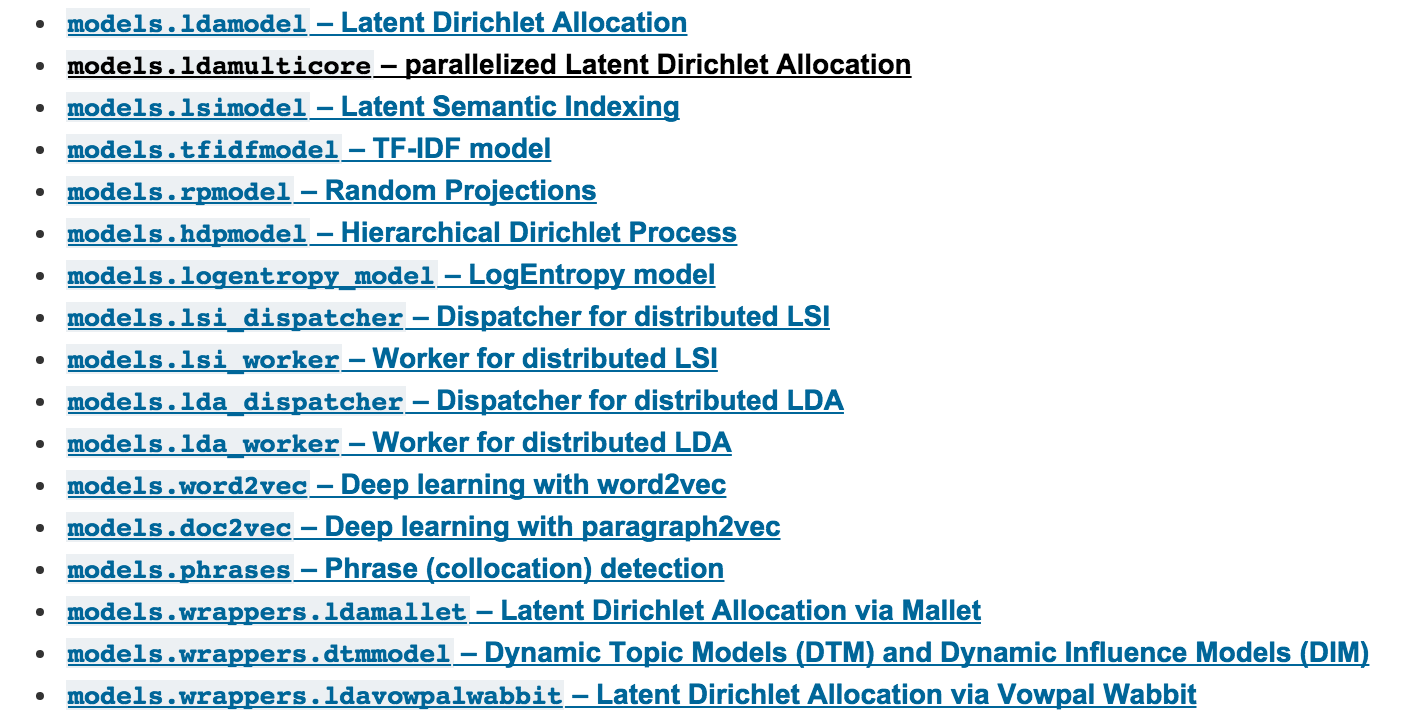 models.ldamodel – Latent Dirichlet Allocation
models.ldamulticore – parallelized Latent Dirichlet Allocation
models.lsimodel – Latent Semantic Indexing
models.tfidfmodel – TF-IDF model
models.rpmodel – Random Projections
models.hdpmodel – Hierarchical Dirichlet Process
models.logentropy_model – LogEntropy model
models.lsi_dispatcher – Dispatcher for distributed LSI
models.lsi_worker – Worker for distributed LSI
models.lda_dispatcher – Dispatcher for distributed LDA
models.lda_worker – Worker for distributed LDA
models.word2vec – Deep learning with word2vec
models.doc2vec – Deep learning with paragraph2vec
models.phrases – Phrase (collocation) detection
models.wrappers.ldamallet – Latent Dirichlet Allocation via Mallet
models.wrappers.dtmmodel – Dynamic Topic Models (DTM) and Dynamic Influence Models (DIM)
models.wrappers.ldavowpalwabbit – Latent Dirichlet Allocation via Vowpal Wabbit